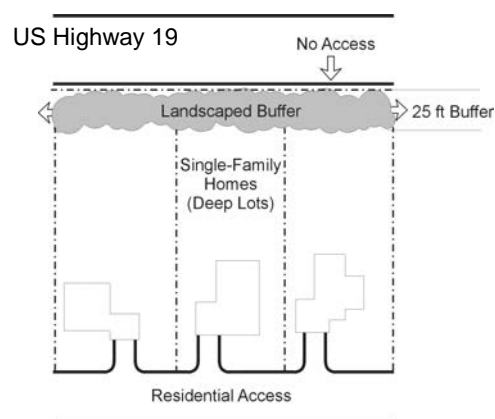 US Highway 19
No Access
Landscaped Buffer
25 ft Buffer
Single-Family
Homes
(Deep Lots)
Residential Access